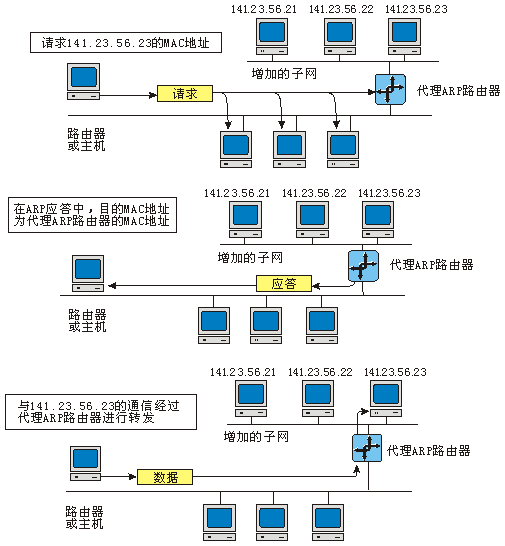 141.23.56.21 141.23.56.22 141.23.56.23
请求141.23.56.23的MAC地址
增加的子网
代理ARP路由器
请求
路由器
或主机
141.23.56.21 141.23.56.22 141.23.56.23
在ARP应答中，目的MAC地址
为代理ARP路由器的MAC地址
增加的子网
代理ARP路由器
应答
路由器
或主机
141.23.56.21 141.23.56.22 141.23.56.23
与141.23.56.23的通信经过
代理ARP路由器进行转发
增加的子网
代理ARP路由器
数据
路由器
或主机